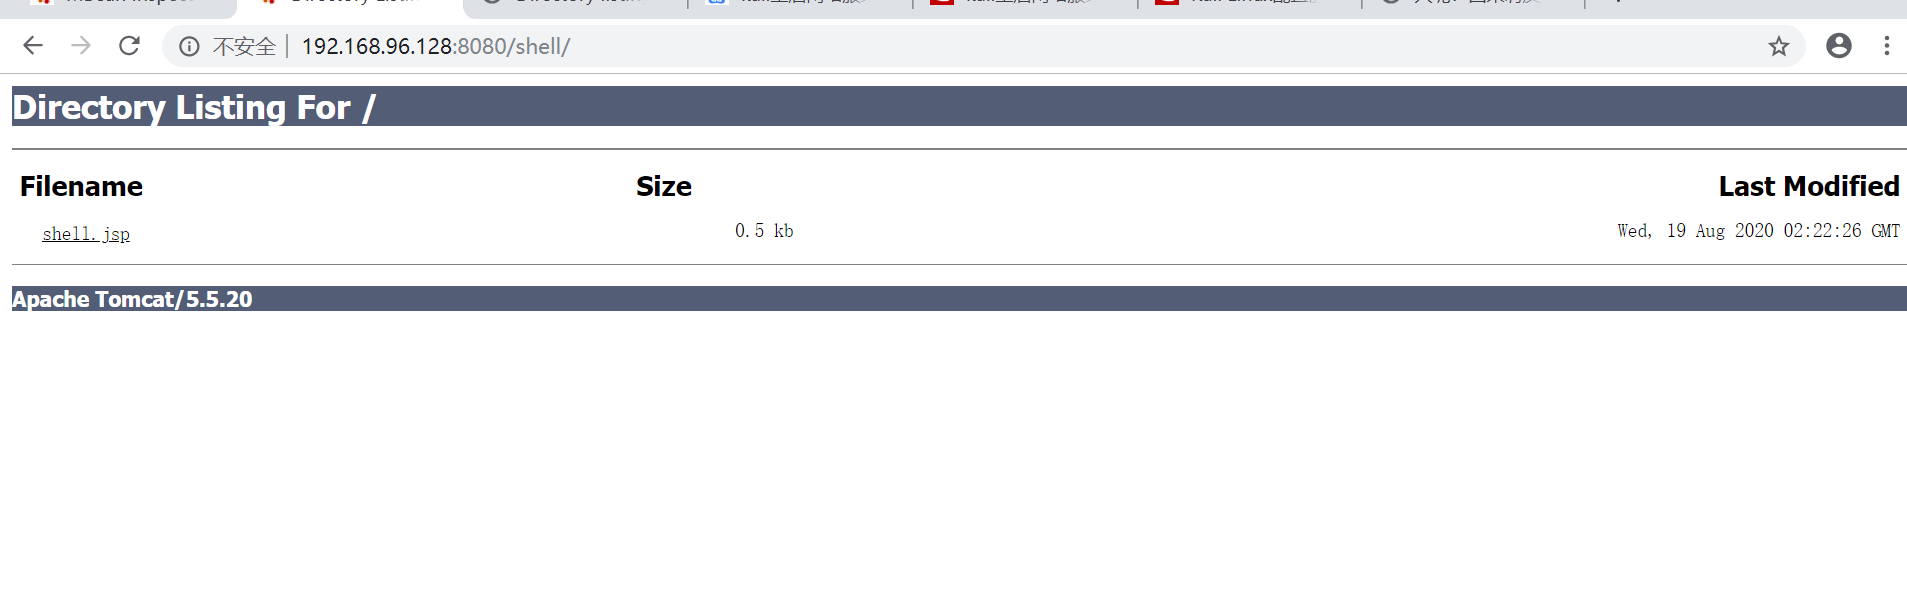 不安全 192.168.96.128:8080/shell/
Directory Listing For /
Filename Size Last Modified
shell.jsp 0.5 kb Wed, 19 Aug 2020 02:22:26 GMT
Apache Tomcat/5.5.20